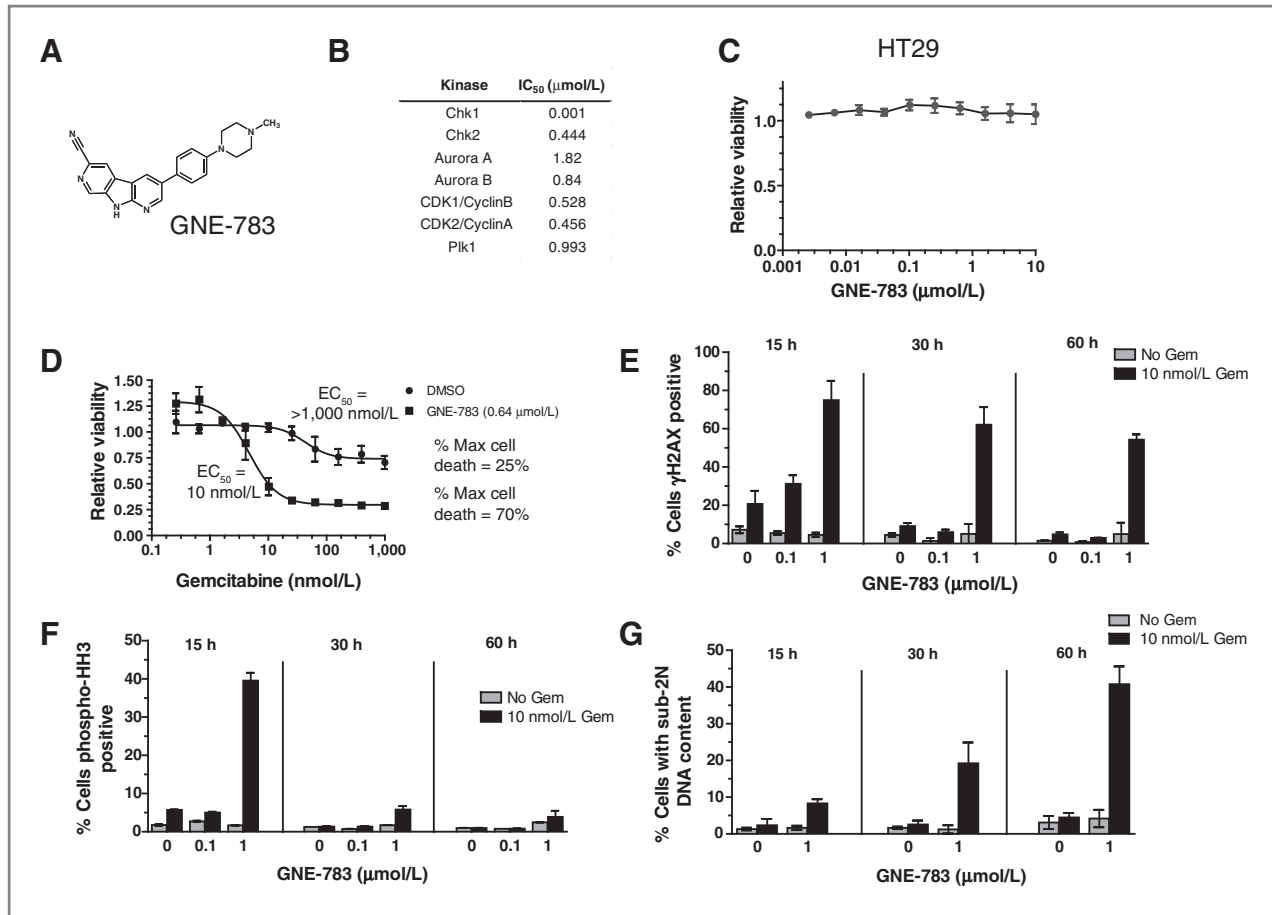 A
N
N
N
H
N
N
N
CH₃
GNE-783
B
Kinase IC₅₀ (μmol/L)
Chk1 0.001
Chk2 0.444
Aurora A 1.82
Aurora B 0.84
CDK1/CyclinB 0.528
CDK2/CyclinA 0.456
Plk1 0.993
C
HT29
Relative viability
1.0
0.5
0.0
0.001 0.01 0.1 1 10
GNE-783 (μmol/L)
D
Relative viability
1.50
1.25
1.00
0.75
0.50
0.25
0.00
0.1 1 10 100 1,000
Gemcitabine (nmol/L)
EC₅₀ =
>1,000 nmol/L
EC₅₀ =
10 nmol/L
DMSO
GNE-783 (0.64 μmol/L)
% Max cell
death = 25%
% Max cell
death = 70%
E
% Cells γH2AX positive
100
80
60
40
20
0
15 h 30 h 60 h
No Gem
10 nmol/L Gem
0 0.1 1 0 0.1 1 0 0.1 1
GNE-783 (μmol/L)
F
% Cells phospho-HH3
positive
50
40
30
20
10
0
15 h 30 h 60 h
No Gem
10 nmol/L Gem
0 0.1 1 0 0.1 1 0 0.1 1
GNE-783 (μmol/L)
G
% Cells with sub-2N
DNA content
50
40
30
20
10
0
15 h 30 h 60 h
No Gem
10 nmol/L Gem
0 1 0 1 0 1
GNE-783 (μmol/L)